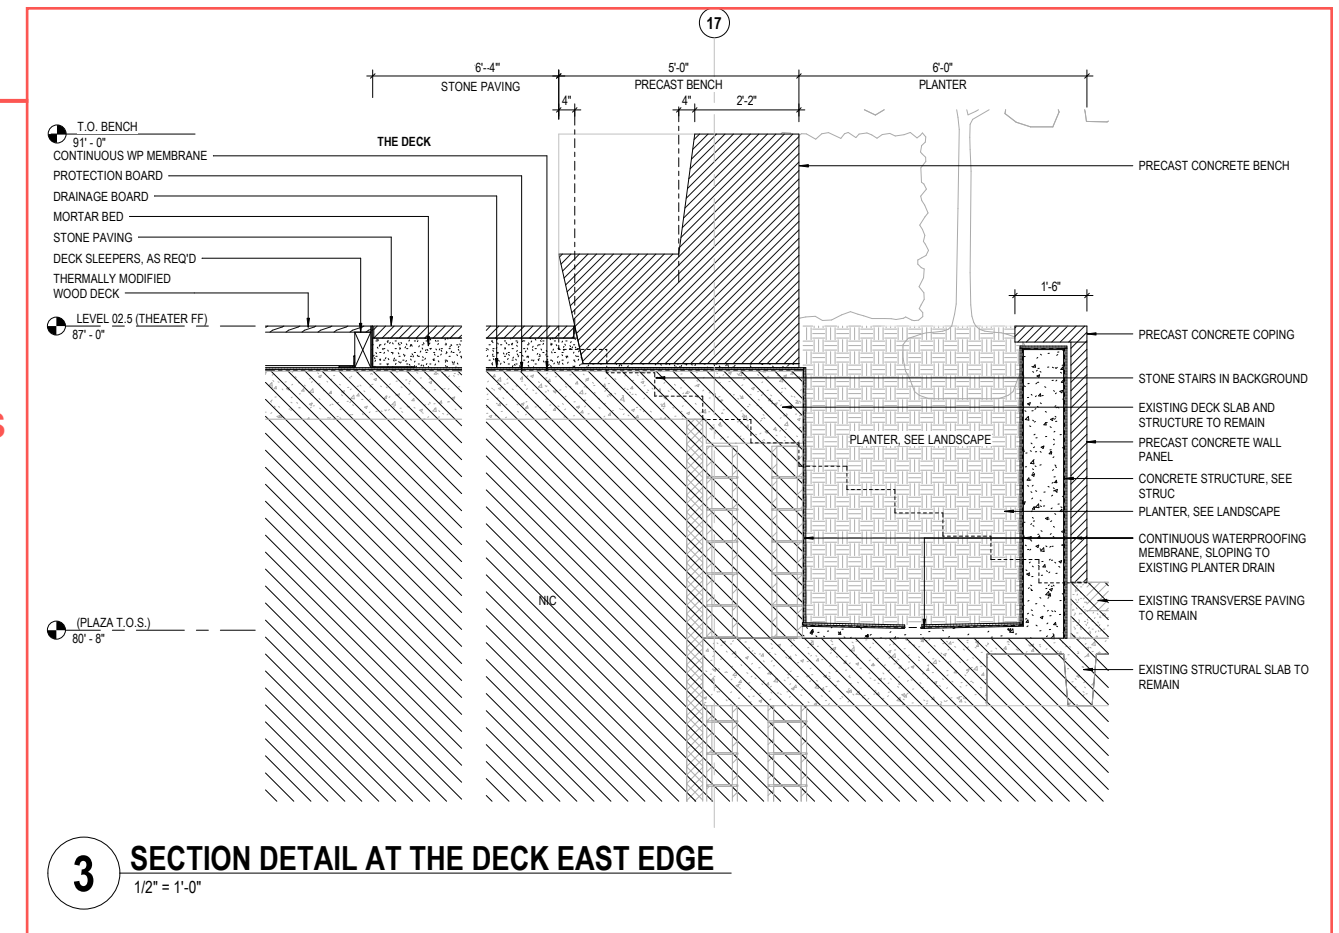 17
6'--4"
STONE PAVING
5'-0"
PRECAST BENCH
6'-0"
PLANTER
4"
4"
2'-2"
T.O. BENCH
91' - 0"
THE DECK
CONTINUOUS WP MEMBRANE
PROTECTION BOARD
DRAINAGE BOARD
MORTAR BED
STONE PAVING
DECK SLEEPERS, AS REQ'D
THERMALLY MODIFIED
WOOD DECK
LEVEL 02.5 (THEATER FF)
87' - 0"
(PLAZA T.O.S.)
80' - 8"
NIC
PLANTER, SEE LANDSCAPE
1'-6"
PRECAST CONCRETE BENCH
PRECAST CONCRETE COPING
STONE STAIRS IN BACKGROUND
EXISTING DECK SLAB AND
STRUCTURE TO REMAIN
PRECAST CONCRETE WALL
PANEL
CONCRETE STRUCTURE, SEE
STRUC
PLANTER, SEE LANDSCAPE
CONTINUOUS WATERPROOFING
MEMBRANE, SLOPING TO
EXISTING PLANTER DRAIN
EXISTING TRANSVERSE PAVING
TO REMAIN
EXISTING STRUCTURAL SLAB TO
REMAIN
S
3
SECTION DETAIL AT THE DECK EAST EDGE
1/2" = 1'-0"